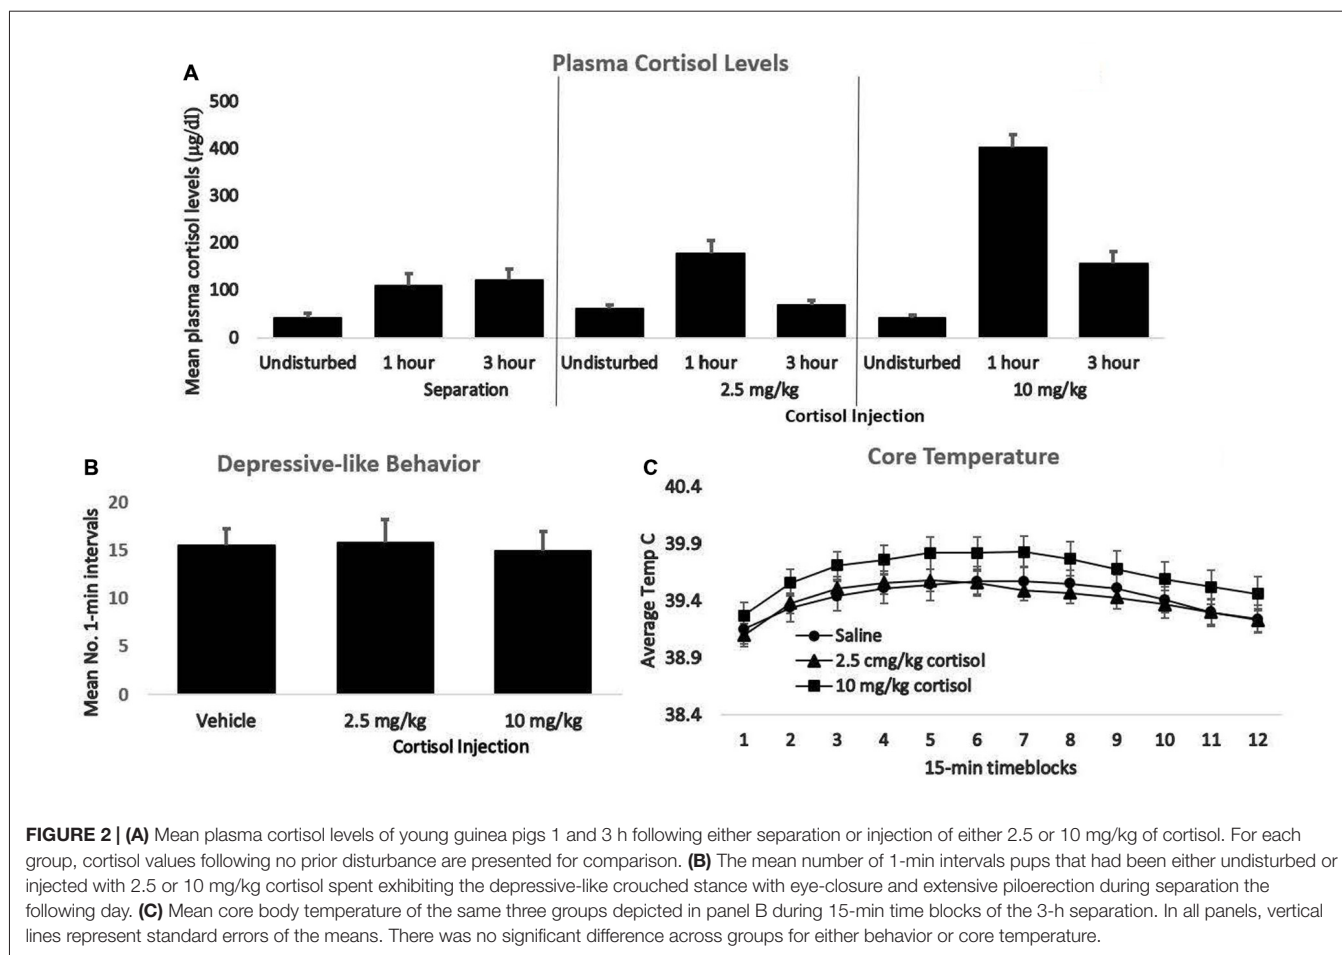 A
Plasma Cortisol Levels
Mean plasma cortisol levels (µg/dl)
500
400
300
200
100
0
Undisturbed 1 hour 3 hour Undisturbed 1 hour 3 hour Undisturbed 1 hour 3 hour
Separation 2.5 mg/kg 10 mg/kg
Cortisol Injection
B
Depressive-like Behavior
Mean No. 1-min intervals
20
15
10
5
0
Vehicle 2.5 mg/kg 10 mg/kg
Cortisol Injection
C
Core Temperature
Average Temp C
40.4
39.9
39.4
38.9
38.4
Saline
2.5 cmg/kg cortisol
10 mg/kg cortisol
1 2 3 4 5 6 7 8 9 10 11 12
15-min timeblocks
FIGURE 2 | (A) Mean plasma cortisol levels of young guinea pigs 1 and 3 h following either separation or injection of either 2.5 or 10 mg/kg of cortisol. For each
group, cortisol values following no prior disturbance are presented for comparison. (B) The mean number of 1-min intervals pups that had been either undisturbed or
injected with 2.5 or 10 mg/kg cortisol spent exhibiting the depressive-like crouched stance with eye-closure and extensive piloerection during separation the
following day. (C) Mean core body temperature of the same three groups depicted in panel B during 15-min time blocks of the 3-h separation. In all panels, vertical
lines represent standard errors of the means. There was no significant difference across groups for either behavior or core temperature.